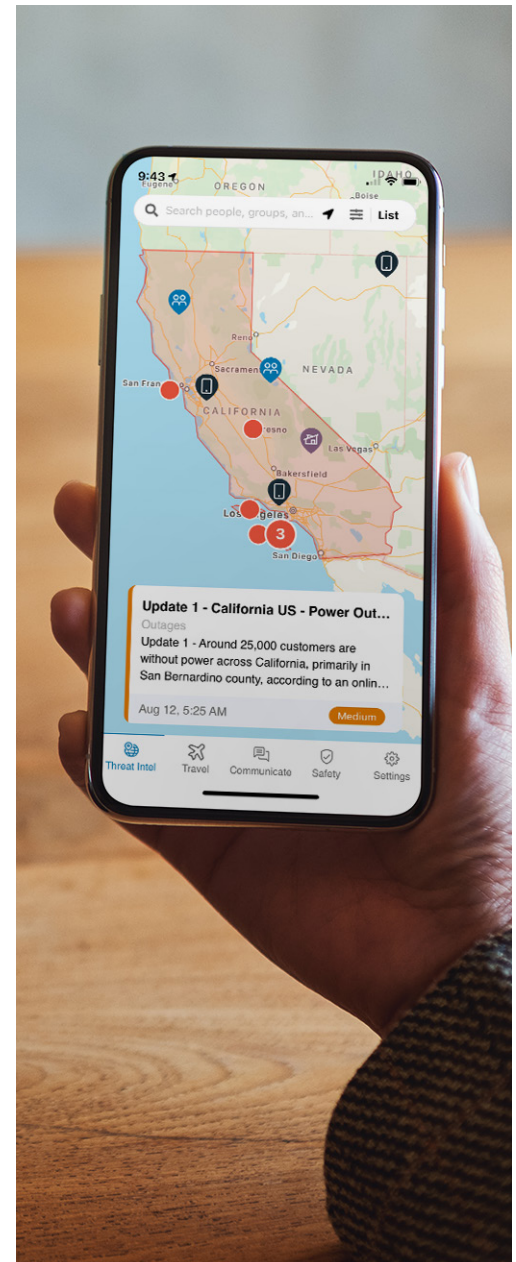 9:43
IDAHO
Eugene
OREGON
Boise
Search people, groups, an...
List
Reno
Sacramen
NEVADA
San Fran
CALIFORNIA
esno
Las Vegas
Bakersfield
Los geles
3
San Diego
Update 1 - California US - Power Out...
Outages
Update 1 - Around 25,000 customers are
without power across California, primarily in
San Bernardino county, according to an onlin...
Aug 12, 5:25 AM
Medium
Threat Intel
Travel
Communicate
Safety
Settings